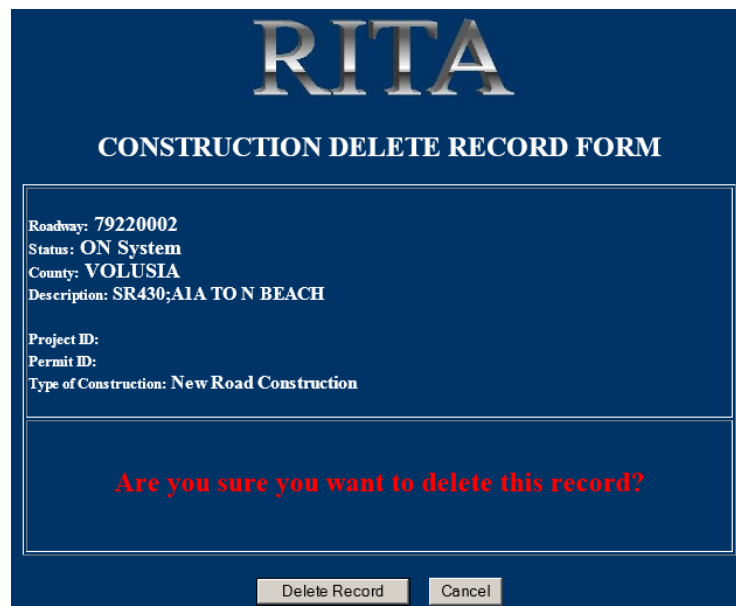 RITA
CONSTRUCTION DELETE RECORD FORM
Roadway: 79220002
Status: ON System
County: VOLUSIA
Description: SR430;A1A TO N BEACH
Project ID:
Permit ID:
Type of Construction: New Road Construction
Are you sure you want to delete this record?
Delete Record Cancel